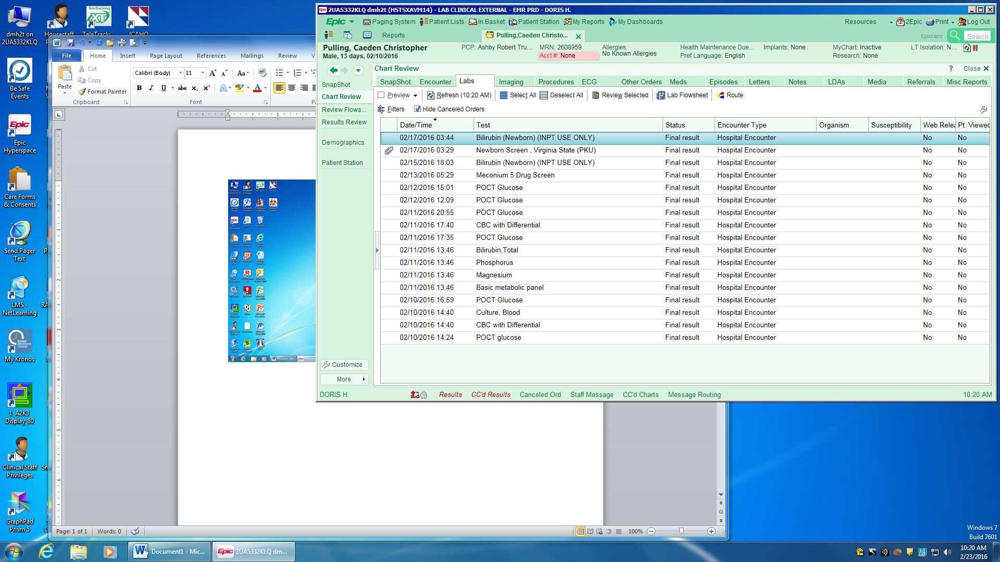 dmh2t on
2UA5332KLQ
Housestaff
TeleTracki...
JCAHO
Be Safe
Events
Epic
Epic
Hyperspace
Care Forms
& Consents
Send Pager
Text
LMS -
NetLearning
My Kronos
1_A2K3
Display_80
Clinical Staff
Privileges
GraphPad
Prism 5
File Home Insert Page Layout References Mailings Review
Paste
Cut
Copy
Format Painter
Clipboard
Calibri (Body) 11
Font
Page: 1 of 1 Words: 0
100%
Epic 2UA5332KLQ dmh2t (HSTSXAVM14) - LAB CLINICAL EXTERNAL - EMR PRD - DORIS H.
Epic Paging System Patient Lists In Basket Patient Station My Reports My Dashboards Resources 2Epic Print Log Out
Reports Pulling,Caeden Christo... EpicCare Search
Pulling, Caeden Christopher
Male, 13 days, 02/10/2016
PCP: Ashby Robert Tru...
MRN: 2608959
Acct #: None
Allergies
No Known Allergies
Health Maintenance Due...
Pref Language: English
Implants: None
MyChart: Inactive
Research: None
LT Isolation: N...
SnapShot
Chart Review
Review Flows...
Results Review
Demographics
Patient Station
Customize
More
Chart Review ? Close
SnapShot Encounter Labs Imaging Procedures ECG Other Orders Meds Episodes Letters Notes LDAs Media Referrals Misc Reports
Preview Refresh (10:20 AM) Select All Deselect All Review Selected Lab Flowsheet Route
Filters Hide Canceled Orders
Date/Time Test Status Encounter Type Organism Susceptibility Web Relea Pt. Viewed
02/17/2016 03:44 Bilirubin (Newborn) (INPT USE ONLY) Final result Hospital Encounter No No
02/17/2016 03:29 Newborn Screen , Virginia State (PKU) Final result Hospital Encounter No No
02/15/2016 18:03 Bilirubin (Newborn) (INPT USE ONLY) Final result Hospital Encounter No No
02/13/2016 05:29 Meconium 5 Drug Screen Final result Hospital Encounter No No
02/12/2016 15:01 POCT Glucose Final result Hospital Encounter No No
02/12/2016 12:09 POCT Glucose Final result Hospital Encounter No No
02/11/2016 20:55 POCT Glucose Final result Hospital Encounter No No
02/11/2016 17:40 CBC with Differential Final result Hospital Encounter No No
02/11/2016 17:35 POCT Glucose Final result Hospital Encounter No No
02/11/2016 13:46 Bilirubin,Total Final result Hospital Encounter No No
02/11/2016 13:46 Phosphorus Final result Hospital Encounter No No
02/11/2016 13:46 Magnesium Final result Hospital Encounter No No
02/11/2016 13:46 Basic metabolic panel Final result Hospital Encounter No No
02/10/2016 16:59 POCT Glucose Final result Hospital Encounter No No
02/10/2016 14:40 Culture, Blood Final result Hospital Encounter No No
02/10/2016 14:40 CBC with Differential Final result Hospital Encounter No No
02/10/2016 14:24 POCT glucose Final result Hospital Encounter No No
DORIS H. Results CC'd Results Canceled Ord Staff Message CC'd Charts Message Routing 10:20 AM
Windows 7
Build 7601
Document1 - Mic...
Epic 2UA5332KLQ dm...
10:20 AM
2/23/2016